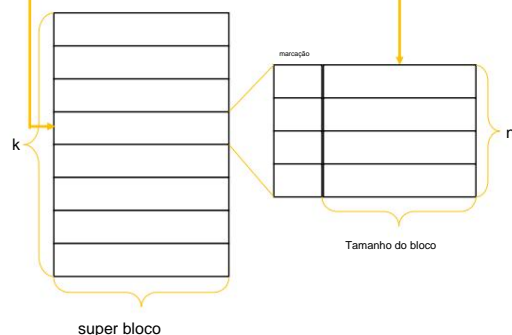 marcação
k
n
Tamanho do bloco
super bloco